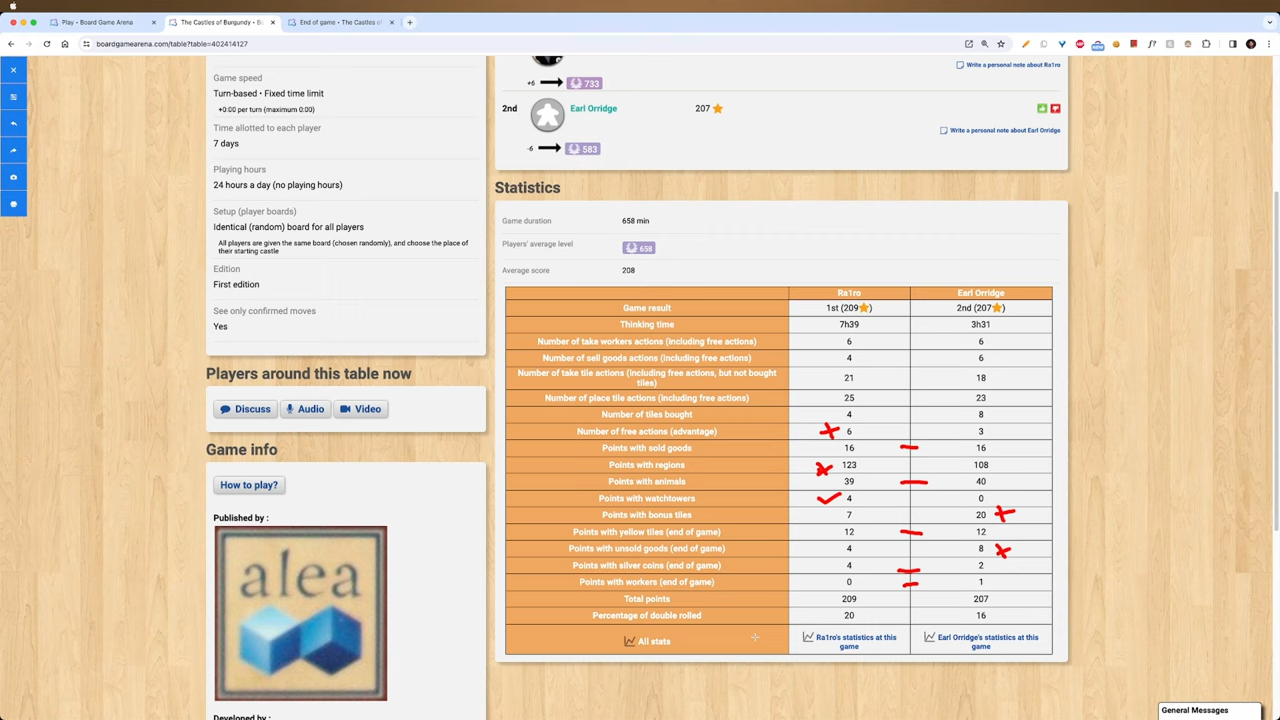 Play • Board Game Arena
The Castles of Burgundy • Bo
End of game • The Castles of
boardgamearena.com/table?table=402414127
NEW
f?
Game speed
Turn-based • Fixed time limit
+0:00 per turn (maximum 0:00)
Time allotted to each player
7 days
Playing hours
24 hours a day (no playing hours)
Setup (player boards)
Identical (random) board for all players
All players are given the same board (chosen randomly), and choose the place of
their starting castle
Edition
First edition
See only confirmed moves
Yes
Players around this table now
Discuss Audio Video
Game info
How to play?
Published by :
alea
Developed by :
Write a personal note about Ra1ro
+6 733
2nd Earl Orridge 207
Write a personal note about Earl Orridge
-6 583
Statistics
Game duration 658 min
Players' average level 658
Average score 208
Ra1ro Earl Orridge
Game result 1st (209) 2nd (207)
Thinking time 7h39 3h31
Number of take workers actions (including free actions) 6 6
Number of sell goods actions (including free actions) 4 6
Number of take tile actions (including free actions, but not bought
tiles) 21 18
Number of place tile actions (including free actions) 25 23
Number of tiles bought 4 8
Number of free actions (advantage) 6 3
Points with sold goods 16 16
Points with regions 123 108
Points with animals 39 40
Points with watchtowers 4 0
Points with bonus tiles 7 20
Points with yellow tiles (end of game) 12 12
Points with unsold goods (end of game) 4 8
Points with silver coins (end of game) 4 2
Points with workers (end of game) 0 1
Total points 209 207
Percentage of double rolled 20 16
All stats
Ra1ro's statistics at this
game
Earl Orridge's statistics at this
game
General Messages